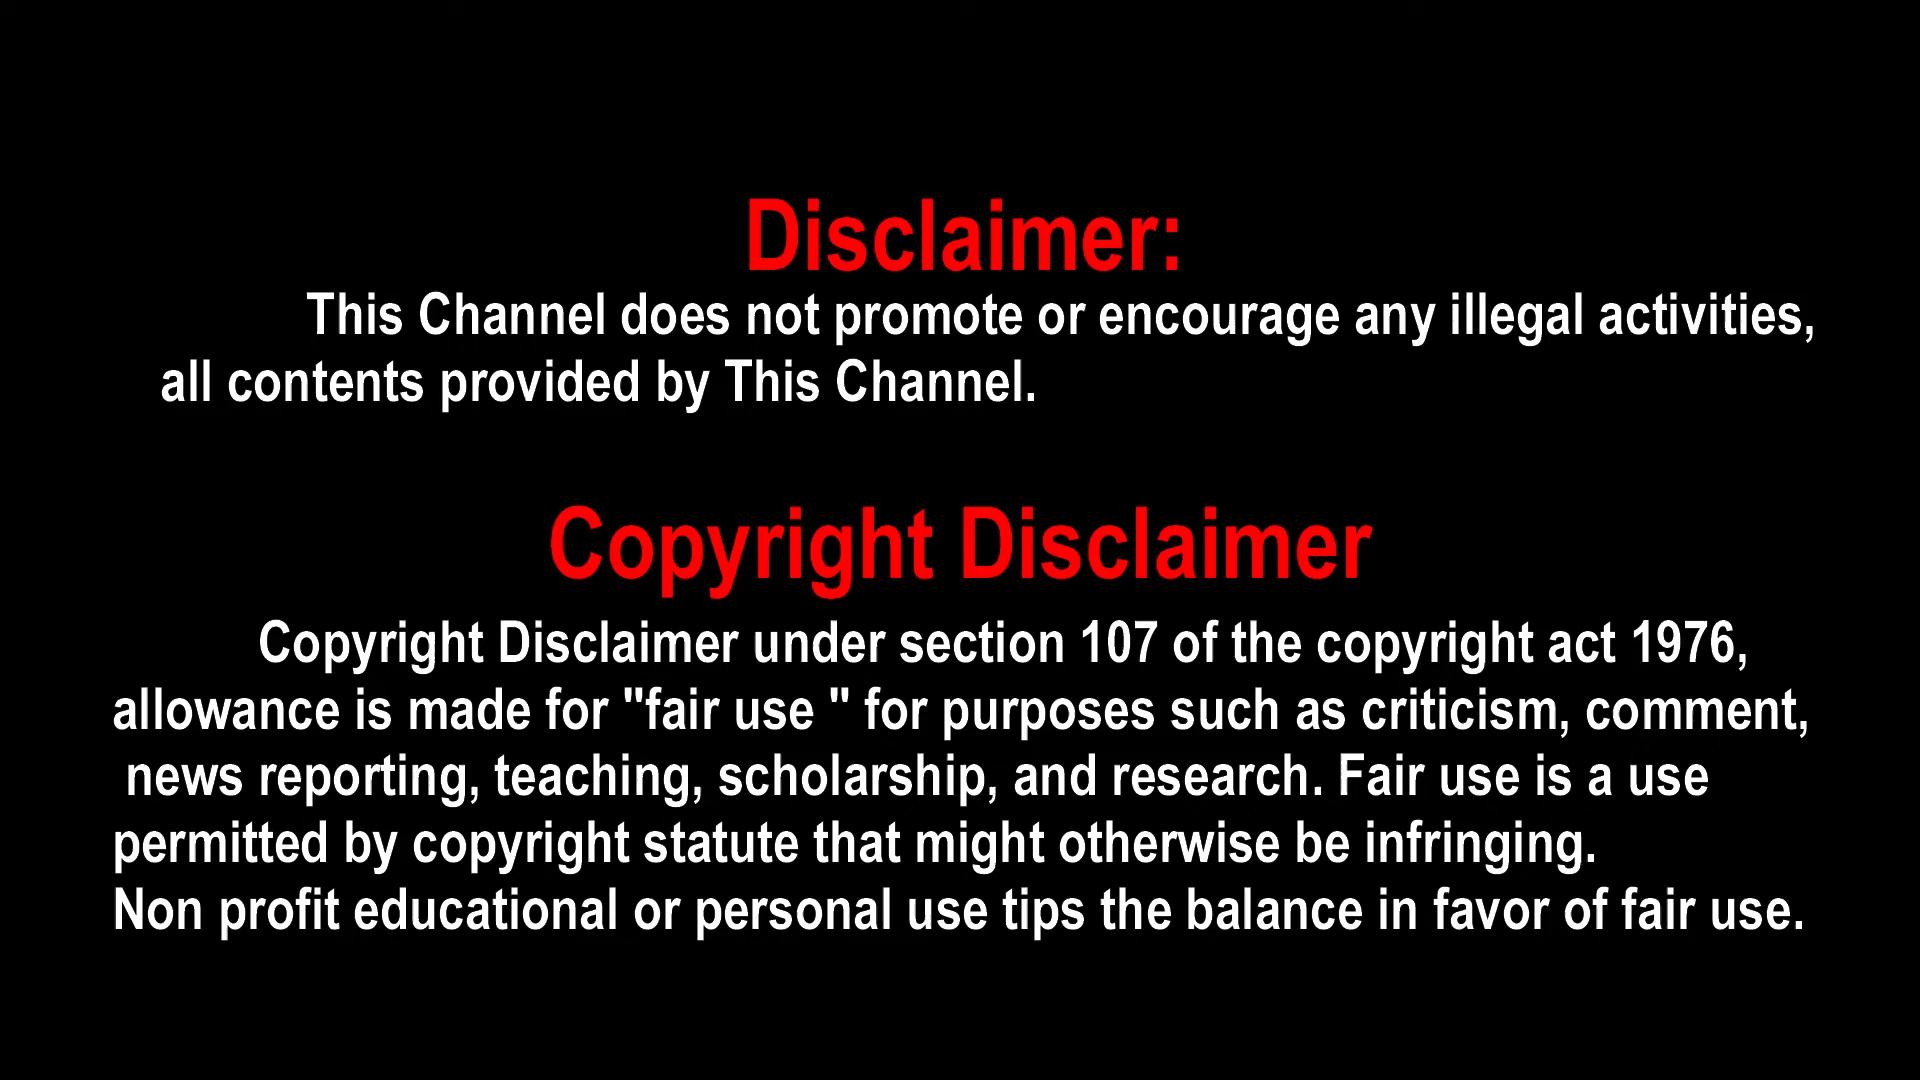 Disclaimer:
This Channel does not promote or encourage any illegal activities,
all contents provided by This Channel.
Copyright Disclaimer
Copyright Disclaimer under section 107 of the copyright act 1976,
allowance is made for "fair use " for purposes such as criticism, comment,
news reporting, teaching, scholarship, and research. Fair use is a use
permitted by copyright statute that might otherwise be infringing.
Non profit educational or personal use tips the balance in favor of fair use.